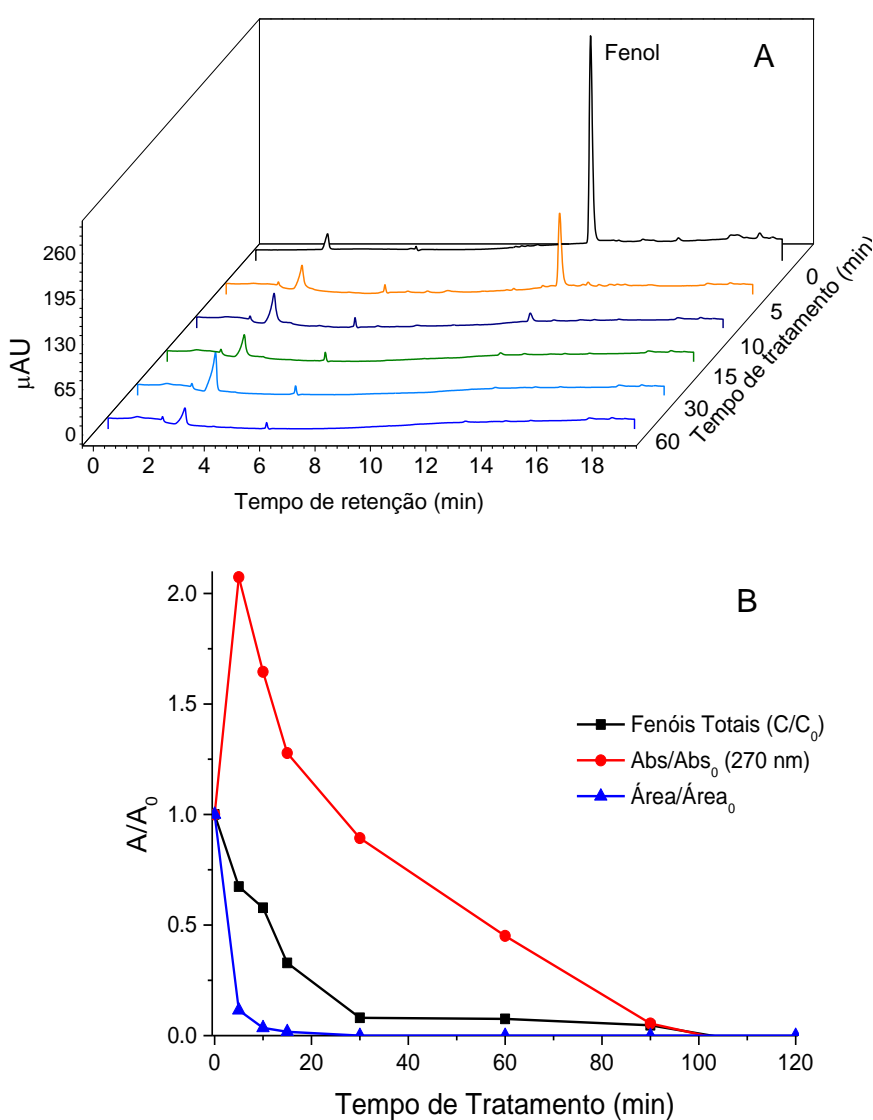 A
Fenol
260
195
130
65
0
µAU
0 2 4 6 8 10 12 14 16 18
Tempo de retenção (min)
0
5
10
15
30
60
Tempo de tratamento (min)
B
2.0
1.5
1.0
0.5
0.0
A/A0
Fenóis Totais (C/C0)
Abs/Abs0 (270 nm)
Área/Área0
0 20 40 60 80 100 120
Tempo de Tratamento (min)